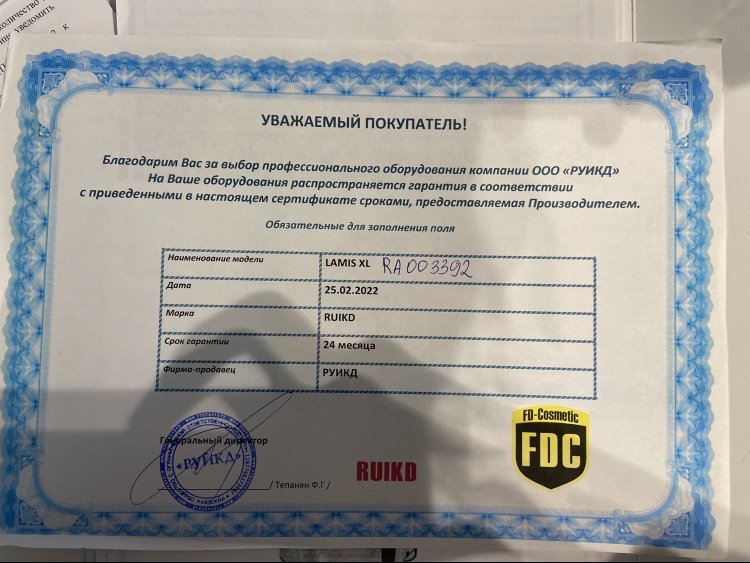 количество
уведомить
к
УВАЖАЕМЫЙ ПОКУПАТЕЛЬ!
Благодарим Вас за выбор профессионального оборудования компании ООО «РУИКД»
На Ваше оборудования распространяется гарантия в соответствии
с приведенными в настоящем сертификате сроками, предоставляемая Производителем.
Обязательные для заполнения поля
Наименование модели LAMIS XL RA003392
Дата 25.02.2022
Марка RUIKD
Срок гарантии 24 месяца
Фирма-продавец РУИКД
Генеральный директор
«РУИКД»
/ Тепанян Ф.Г /
RUIKD
FD-Cosmetic
FDC